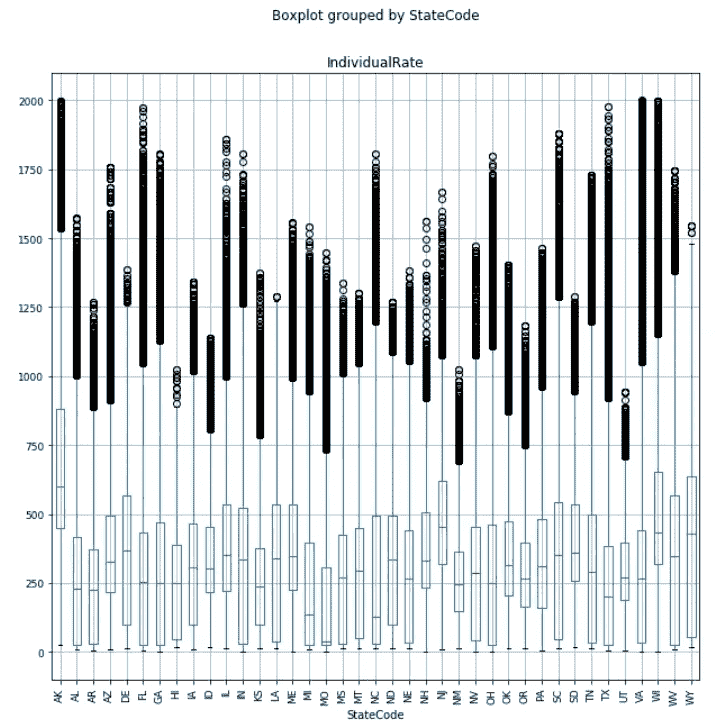 Boxplot grouped by StateCode
IndividualRate
2000
1750
1500
1250
1000
750
500
250
0
AK AL AR AZ DE FL GA HI IA ID IL IN KS LA ME MI MO MS MT NC ND NE NH NJ NM NV OH OK OR PA SC SD TN TX UT VA WI WV WY
StateCode